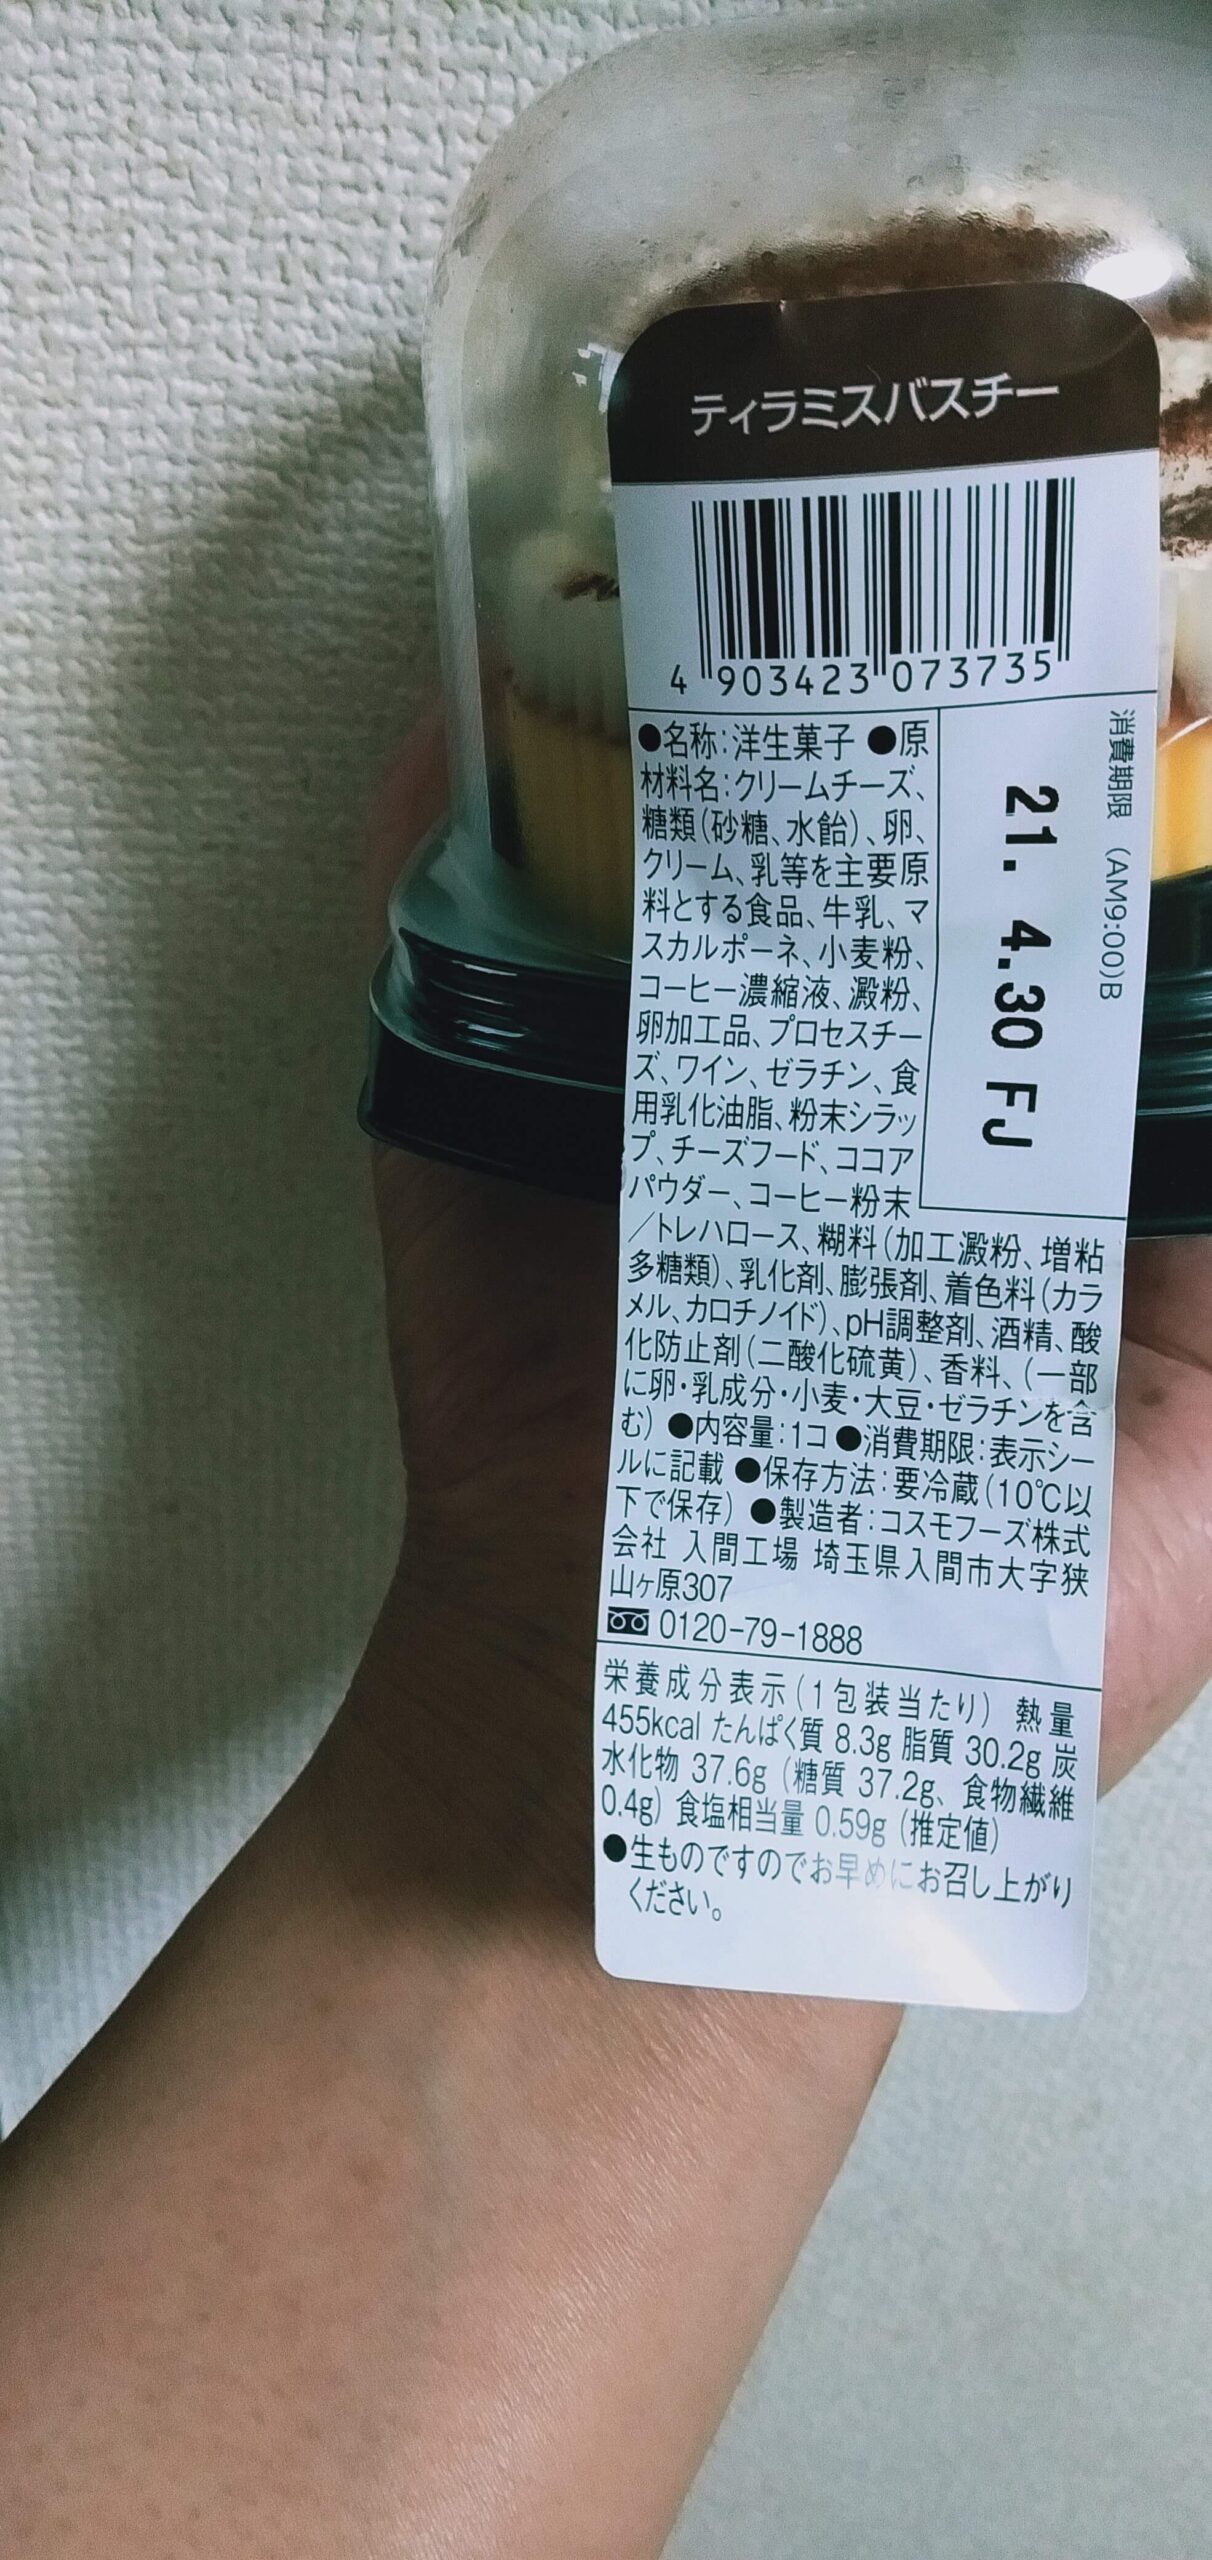 ティラミスバスチー
4 903423 073735
消費期限 (AM9:00)B
21. 4.30 FJ
●名称:洋生菓子 ●原
材料名:クリームチーズ、
糖類(砂糖、水飴)、卵、
クリーム、乳等を主要原
料とする食品、牛乳、マ
スカルポーネ、小麦粉、
コーヒー濃縮液、澱粉、
卵加工品、プロセスチー
ズ、ワイン、ゼラチン、食
用乳化油脂、粉末シラッ
プ、チーズフード、ココア
パウダー、コーヒー粉末
/トレハロース、糊料(加工澱粉、増粘
多糖類)、乳化剤、膨張剤、着色料(カラ
メル、カロチノイド)、pH調整剤、酒精、酸
化防止剤(二酸化硫黄)、香料、(一部
に卵・乳成分・小麦・大豆・ゼラチンを含
む) ●内容量:1コ ●消費期限:表示シー
ルに記載 ●保存方法:要冷蔵(10℃以
下で保存) ●製造者:コスモフーズ株式
会社 入間工場 埼玉県入間市大字狭
山ヶ原307
0120-79-1888
栄養成分表示(1包装当たり) 熱量
455kcal たんぱく質 8.3g 脂質 30.2g 炭
水化物 37.6g (糖質 37.2g、食物繊維
0.4g) 食塩相当量 0.59g (推定値)
●生ものですのでお早めにお召し上がり
ください。